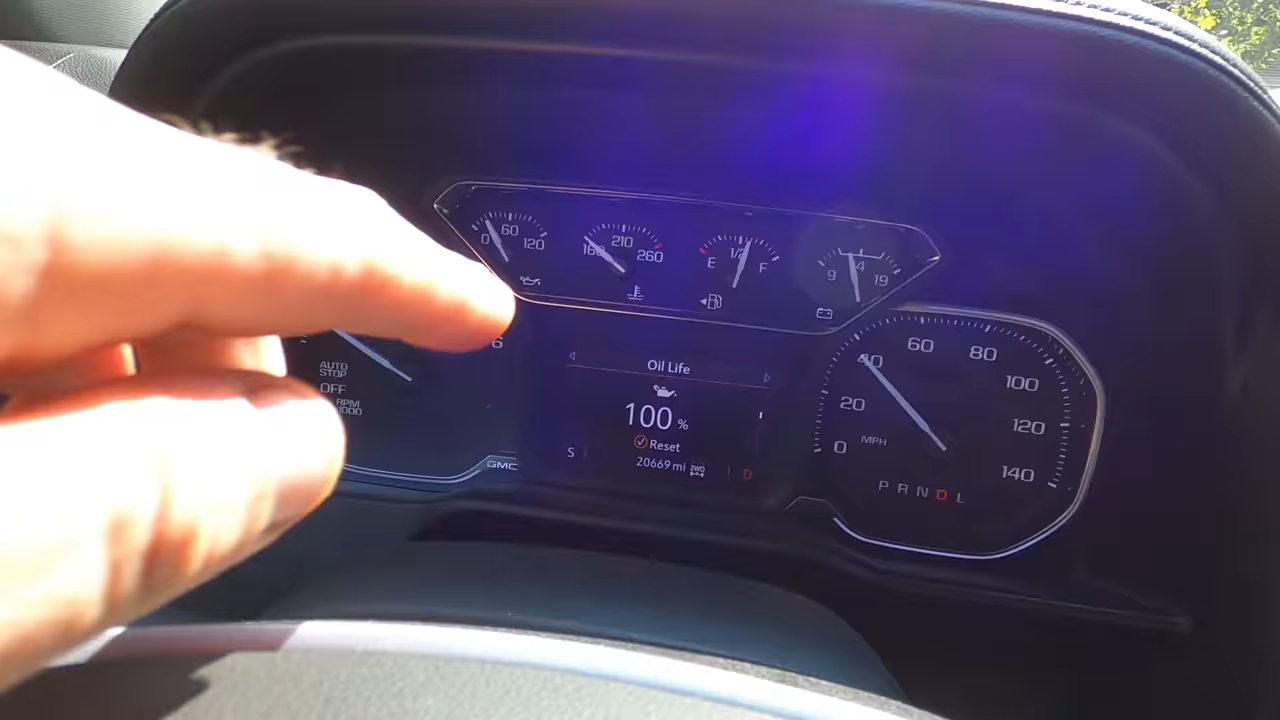 0 60 120
160 210 260
E 1/2 F
9 14 19
6
AUTO
STOP
OFF
RPM
GMC
Oil Life
100 %
Reset
20669 mi 2WD
S
D
0 20 40 60 80 100 120 140
MPH
P R N D L